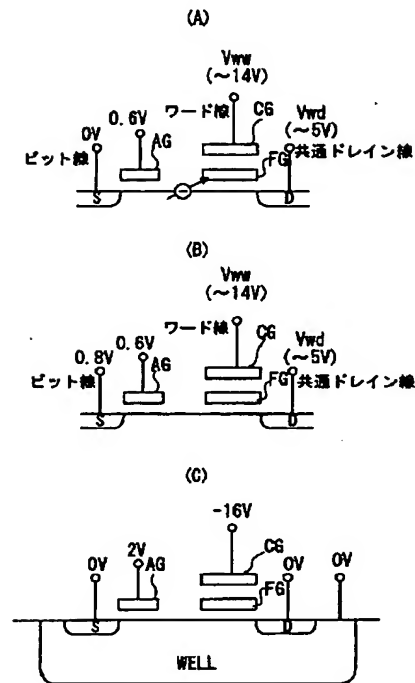 (A)
Vww
(~14V)
ワード線
CG
Vwd
(~5V)
0.6V
0V
AG
ビット線
FG
共通ドレイン線
S
D
(B)
Vww
(~14V)
ワード線
CG
Vwd
(~5V)
0.6V
0.8V
AG
ビット線
FG
共通ドレイン線
S
D
(C)
-16V
CG
2V
0V
AG
0V
0V
FG
S
D
WELL